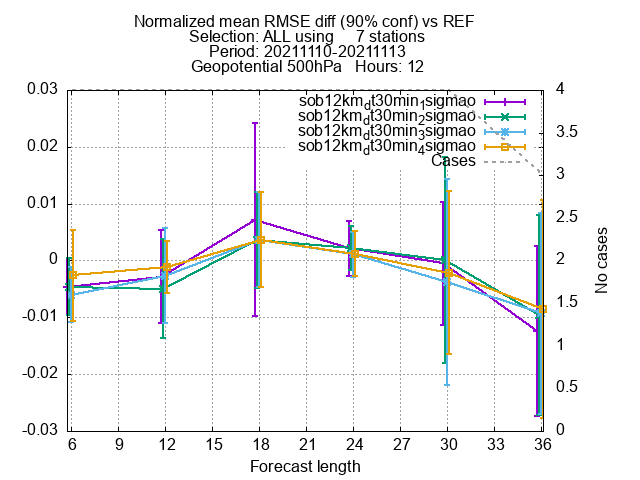 Normalized mean RMSE diff (90% conf) vs REF
Selection: ALL using 7 stations
Period: 20211110-20211113
Geopotential 500hPa Hours: 12
sob12km_dt30min_1sigmao
sob12km_dt30min_2sigmao
sob12km_dt30min_3sigmao
sob12km_dt30min_4sigmao
Cases
0.03
0.02
0.01
0
-0.01
-0.02
-0.03
4
3.5
3
2.5
2
1.5
1
0.5
0
No cases
6 9 12 15 18 21 24 27 30 33 36
Forecast length